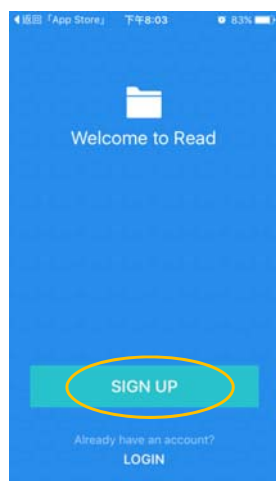 返回「App Store」 下午8:03 83%
Welcome to Read
SIGN UP
Already have an account?
LOGIN